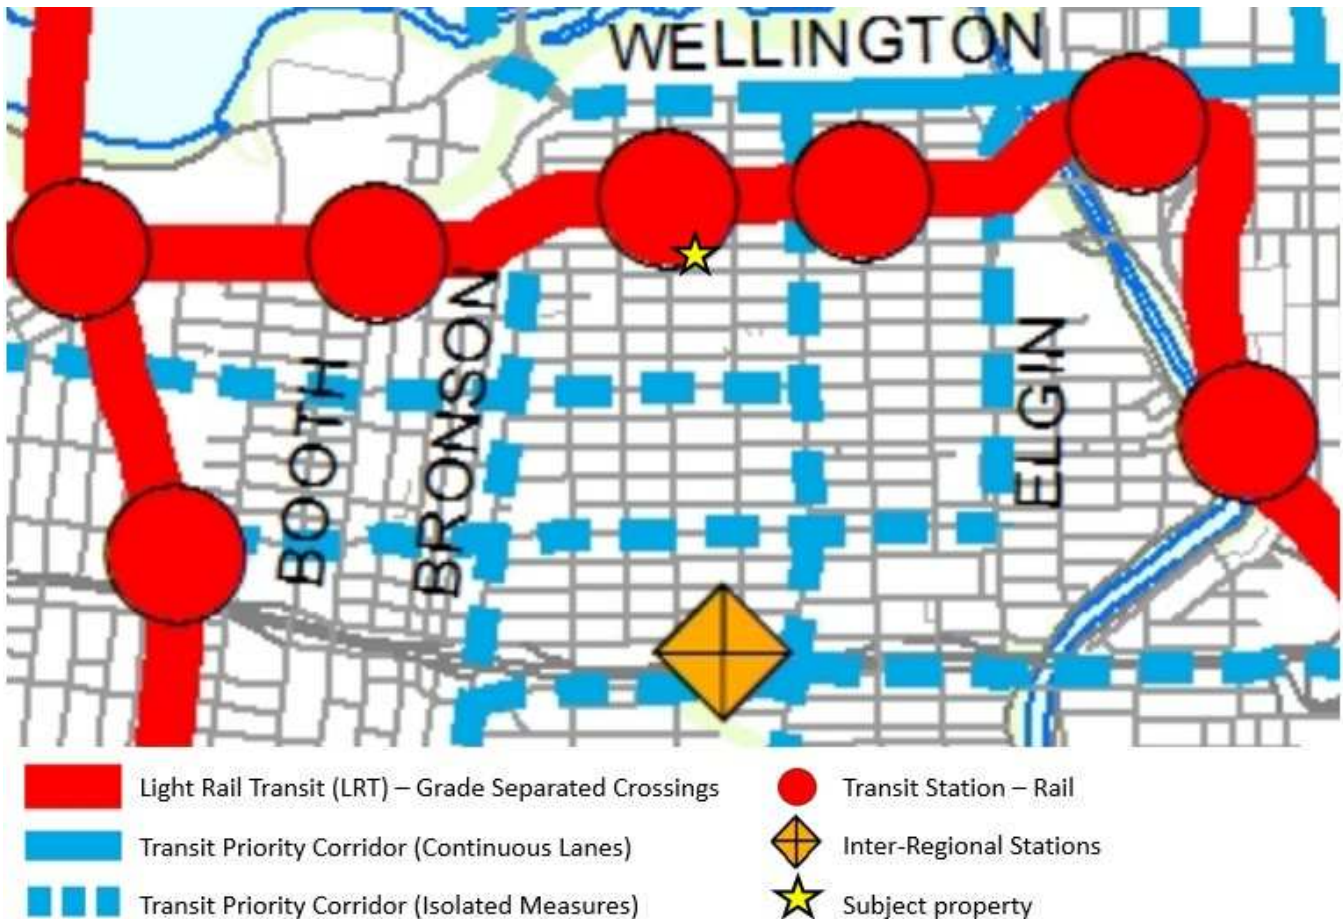 WELLINGTON
BOOTH
BRONSON
ELGIN
Light Rail Transit (LRT) – Grade Separated Crossings
Transit Station – Rail
Transit Priority Corridor (Continuous Lanes)
Inter-Regional Stations
Transit Priority Corridor (Isolated Measures)
Subject property